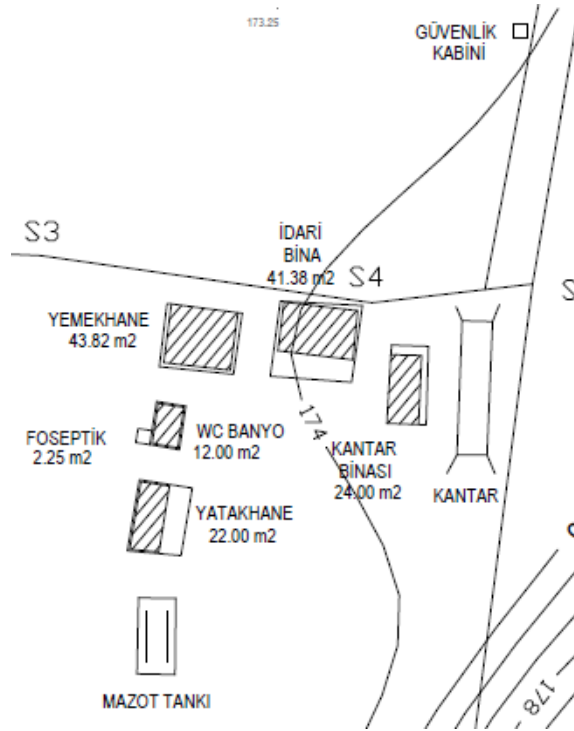 173.25
GÜVENLİK
KABİNİ
S3
İDARİ
BİNA
41.38 m2
S4
S
YEMEKHANE
43.82 m2
174
FOSEPTİK
2.25 m2
WC BANYO
12.00 m2
KANTAR
BİNASI
24.00 m2
KANTAR
YATAKHANE
22.00 m2
178
MAZOT TANKI